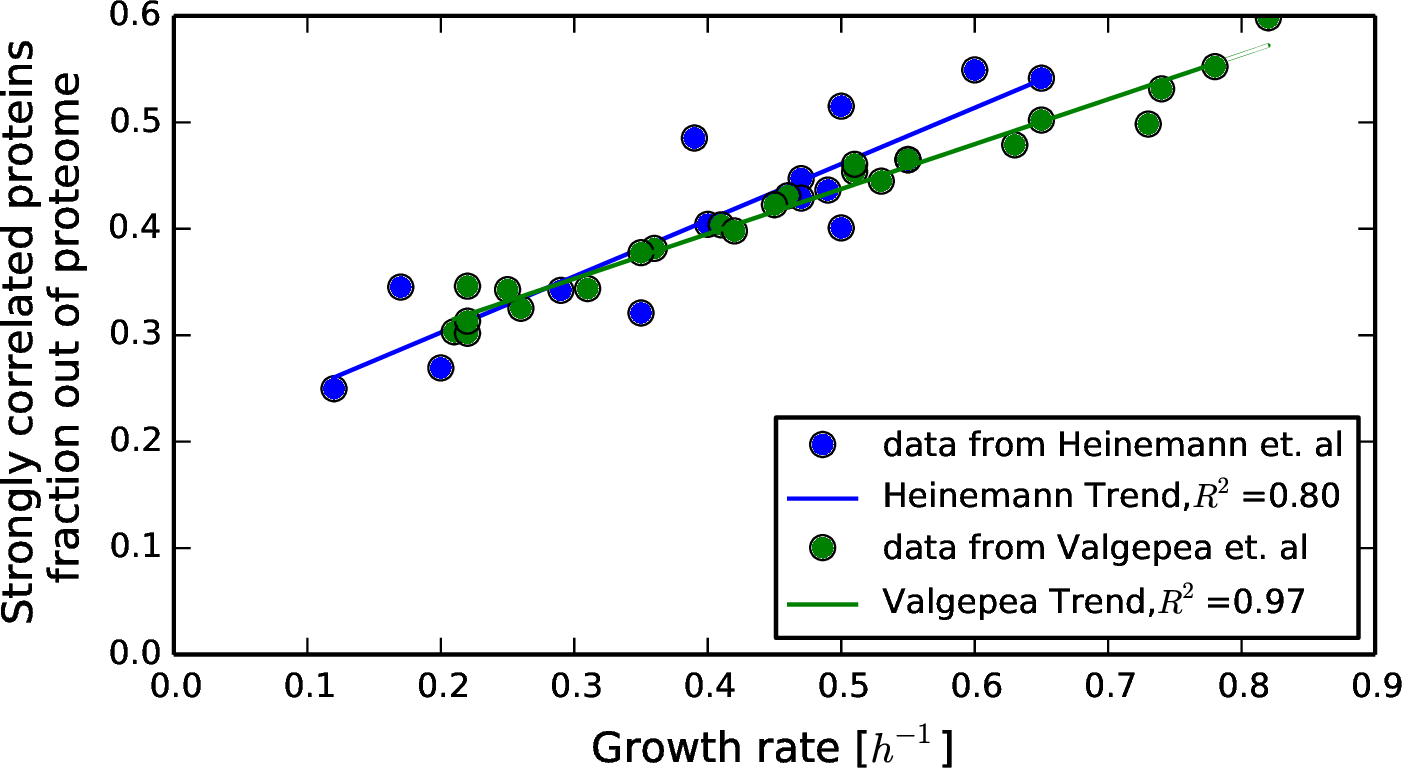 Strongly correlated proteins
fraction out of proteome
0.6
0.5
0.4
0.3
0.2
0.1
0.0
0.0 0.1 0.2 0.3 0.4 0.5 0.6 0.7 0.8 0.9
Growth rate [h⁻¹]
data from Heinemann et. al
Heinemann Trend,R² =0.80
data from Valgepea et. al
Valgepea Trend,R² =0.97